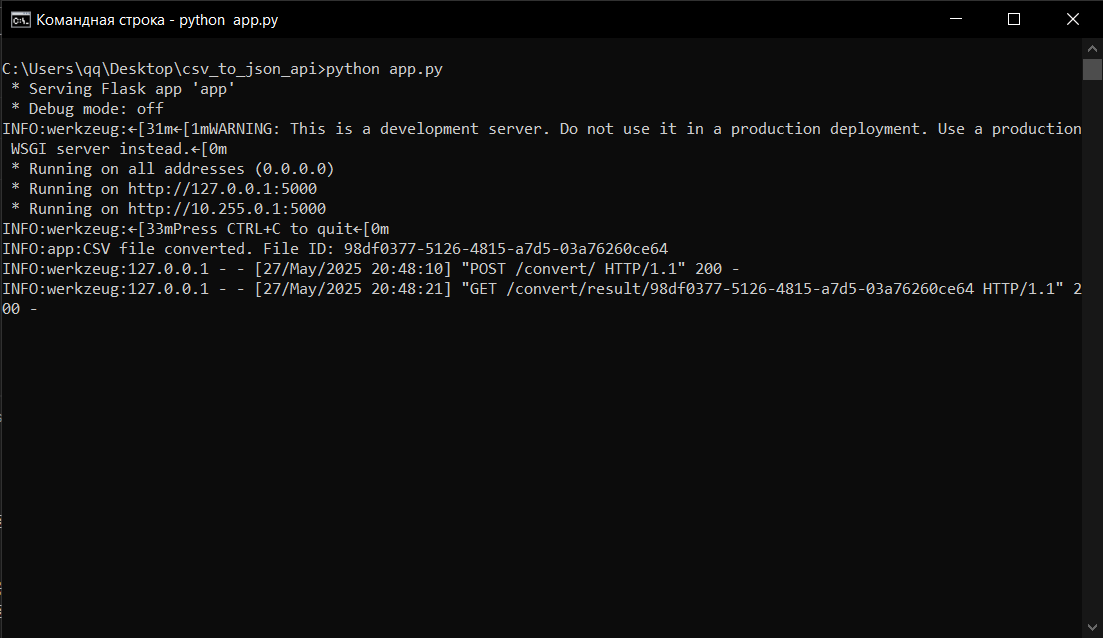 Командная строка - python  app.py
C:\Users\qq\Desktop\csv_to_json_api>python app.py
 * Serving Flask app 'app'
 * Debug mode: off
INFO:werkzeug:←[31m←[1mWARNING: This is a development server. Do not use it in a production deployment. Use a production
 WSGI server instead.←[0m
 * Running on all addresses (0.0.0.0)
 * Running on http://127.0.0.1:5000
 * Running on http://10.255.0.1:5000
INFO:werkzeug:←[33mPress CTRL+C to quit←[0m
INFO:app:CSV file converted. File ID: 98df0377-5126-4815-a7d5-03a76260ce64
INFO:werkzeug:127.0.0.1 - - [27/May/2025 20:48:10] "POST /convert/ HTTP/1.1" 200 -
INFO:werkzeug:127.0.0.1 - - [27/May/2025 20:48:21] "GET /convert/result/98df0377-5126-4815-a7d5-03a76260ce64 HTTP/1.1" 2
00 -